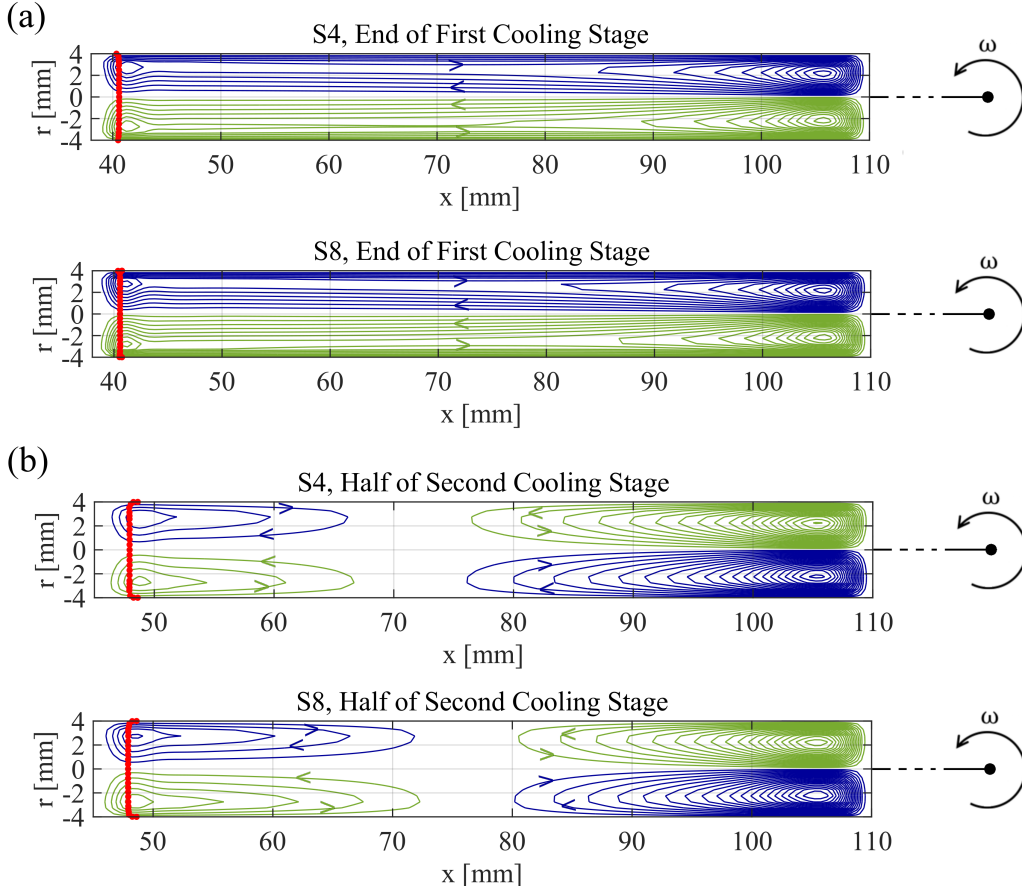 (a)
S4, End of First Cooling Stage
ω
4
2
0
-2
-4
r [mm]
40 50 60 70 80 90 100 110
x [mm]
S8, End of First Cooling Stage
ω
4
2
0
-2
-4
r [mm]
40 50 60 70 80 90 100 110
x [mm]
(b)
S4, Half of Second Cooling Stage
ω
4
2
0
-2
-4
r [mm]
50 60 70 80 90 100 110
x [mm]
S8, Half of Second Cooling Stage
ω
4
2
0
-2
-4
r [mm]
50 60 70 80 90 100 110
x [mm]